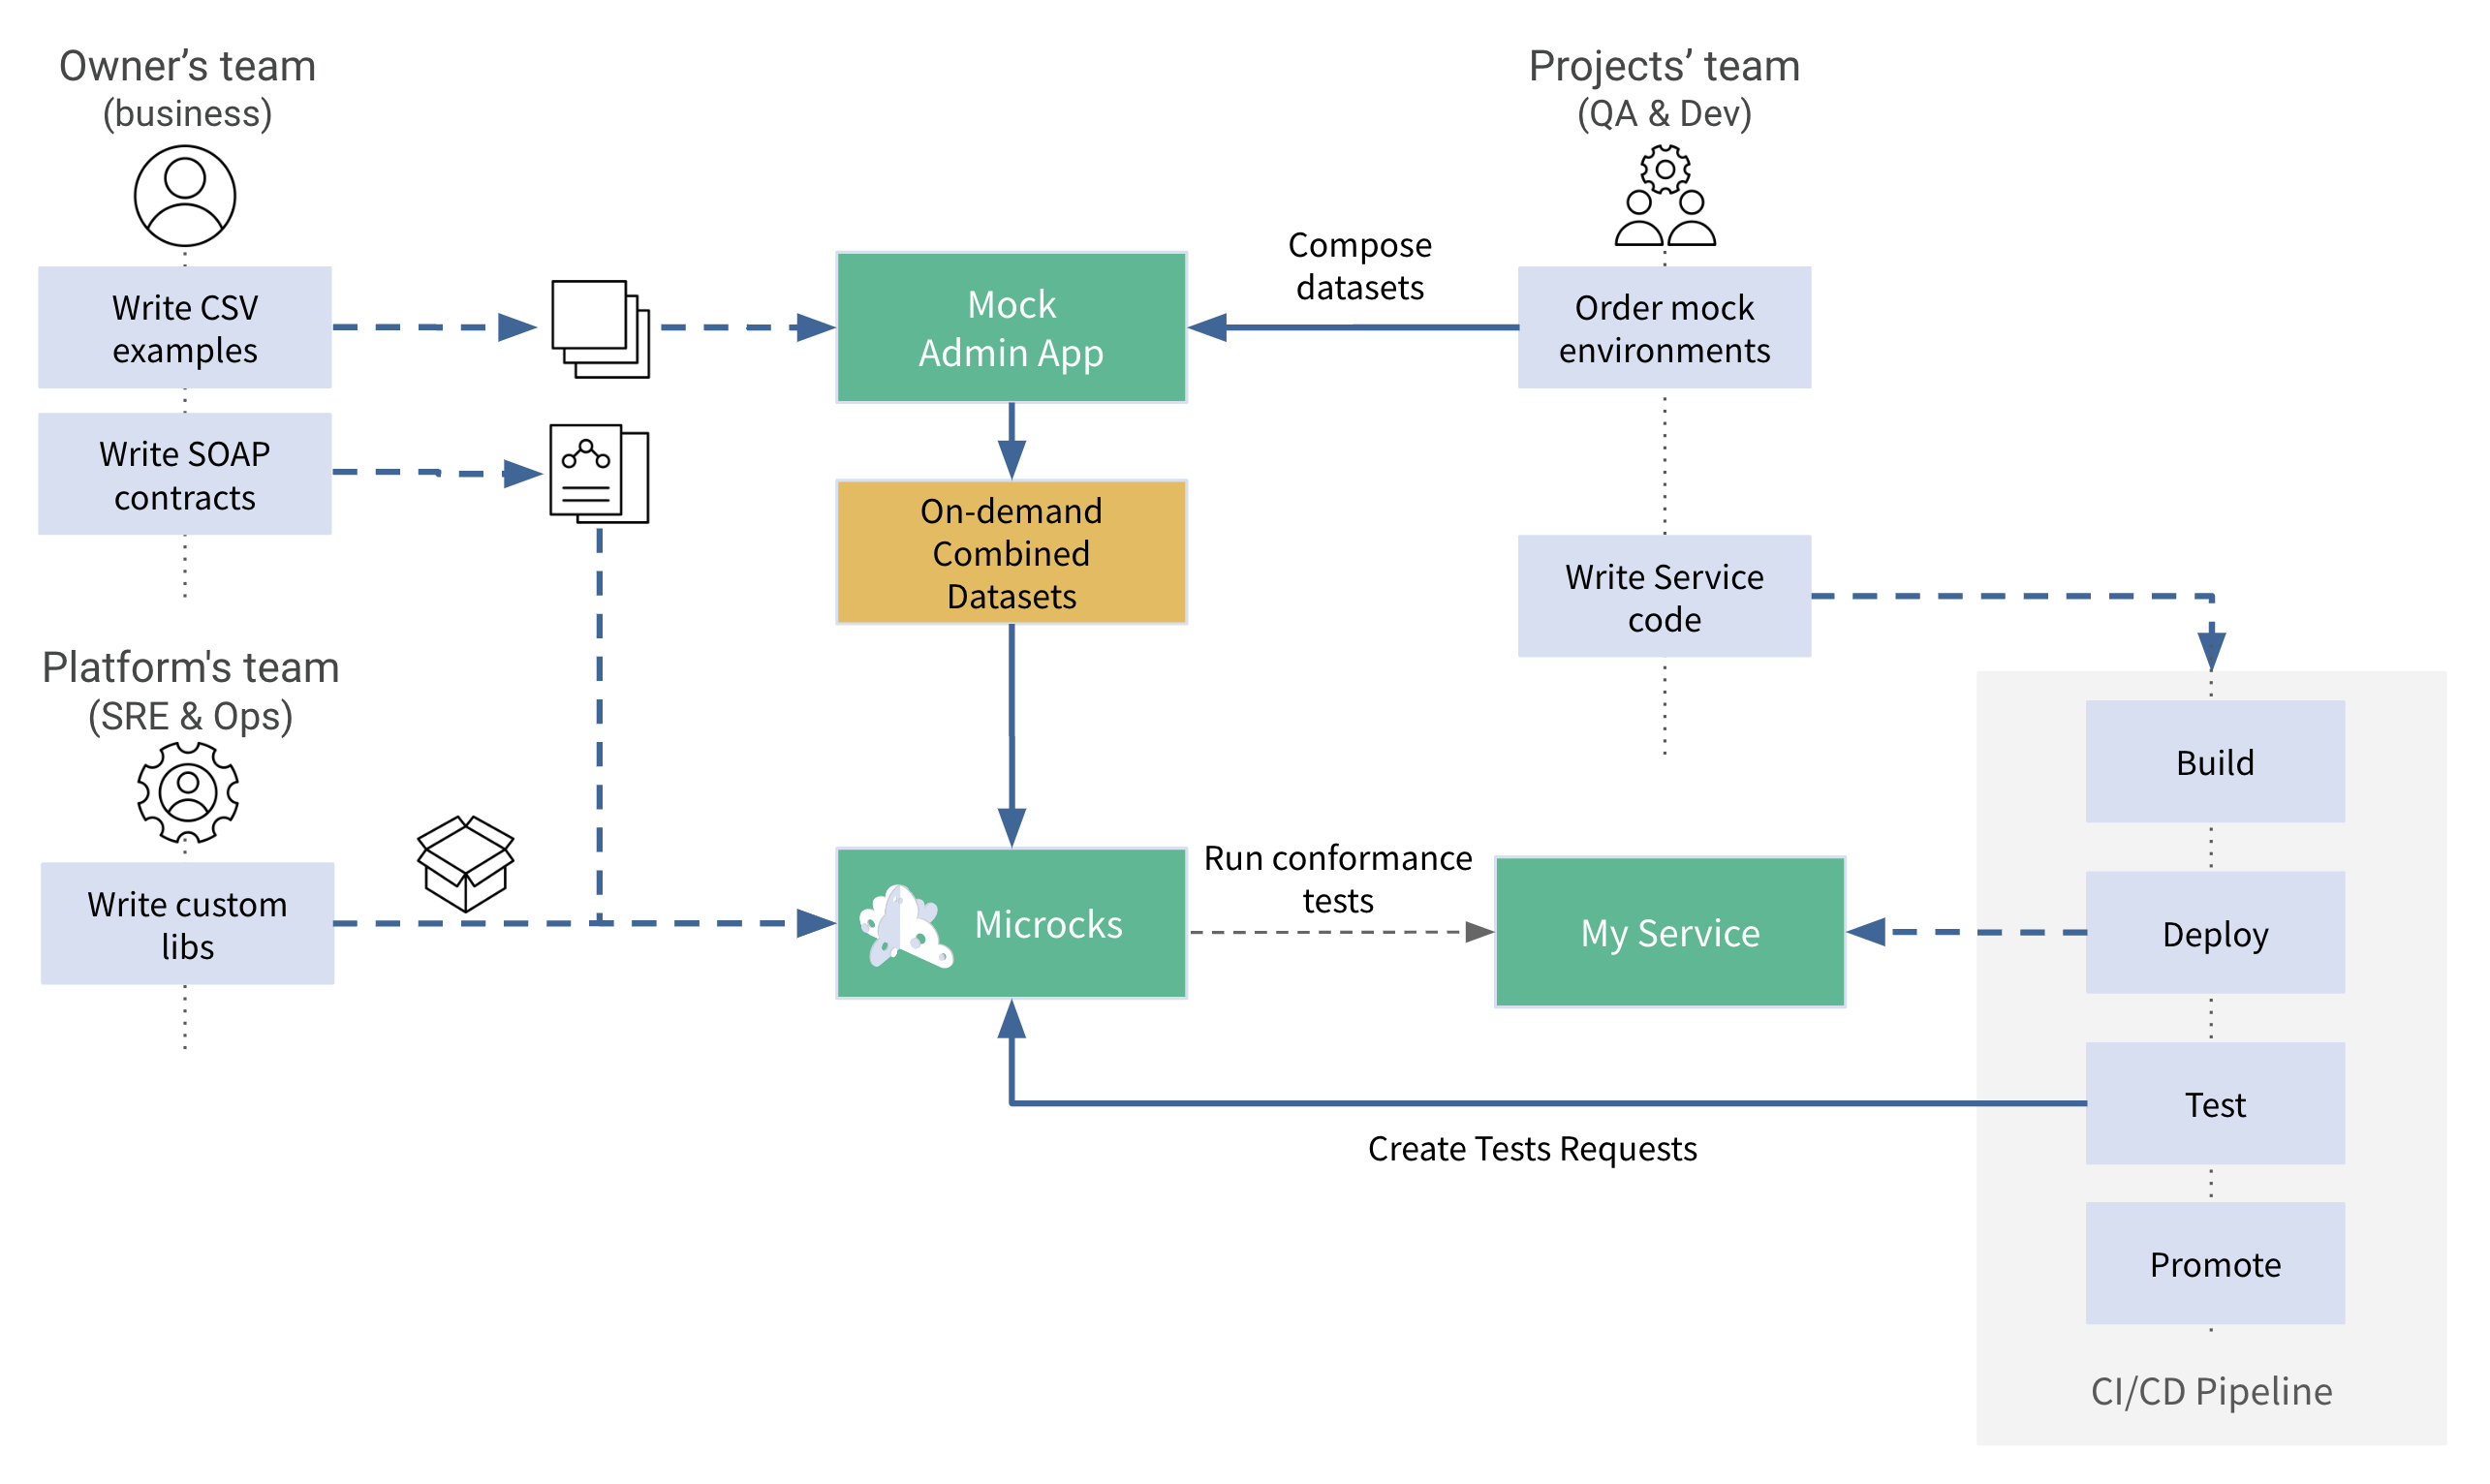 Owner’s team
(business)
Write CSV
examples
Write SOAP
contracts
Platform's team
(SRE & Ops)
Write custom
libs
Mock
Admin App
On-demand
Combined
Datasets
Microcks
Compose
datasets
Run conformance
tests
Create Tests Requests
Projects’ team
(QA & Dev)
Order mock
environments
Write Service
code
My Service
Build
Deploy
Test
Promote
CI/CD Pipeline